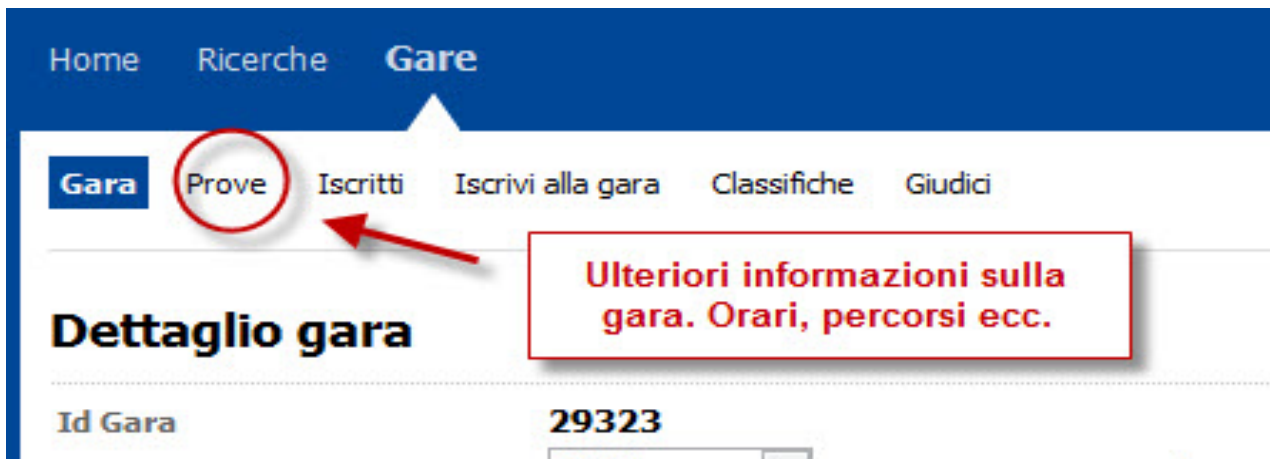 Home Ricerche Gare
Gara Prove Iscritti Iscrivi alla gara Classifiche Giudici
Ulteriori informazioni sulla
gara. Orari, percorsi ecc.
Dettaglio gara
Id Gara 29323